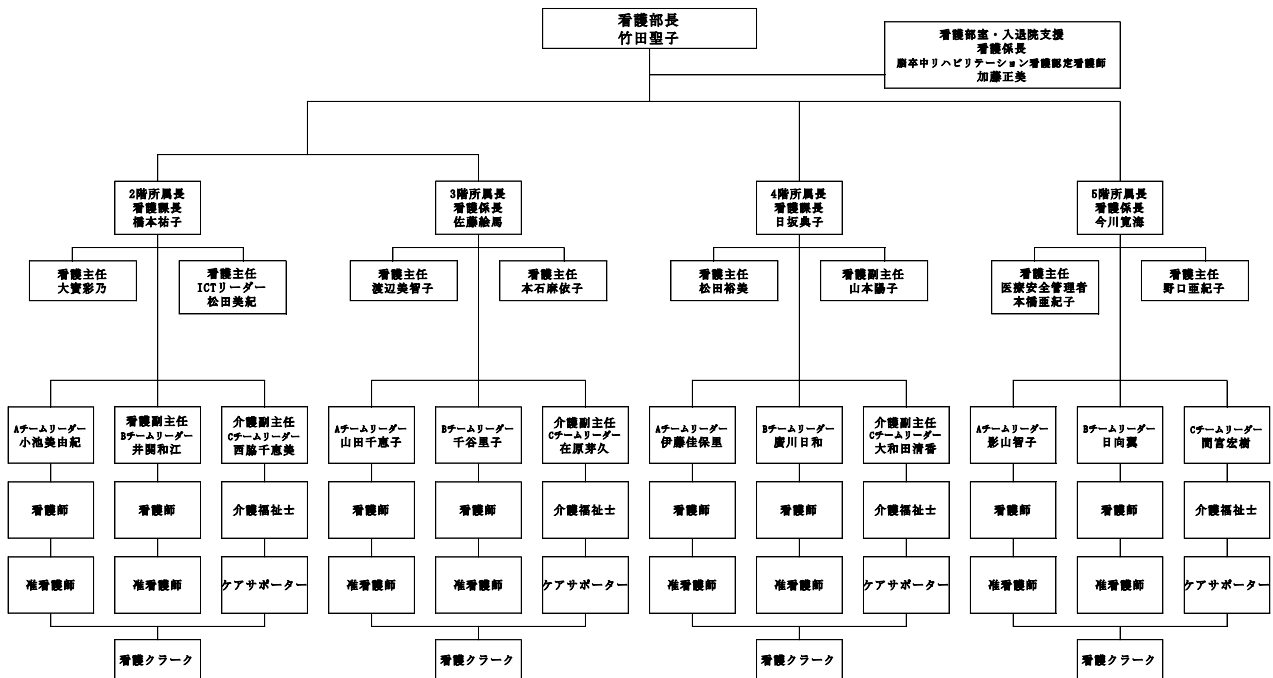 看護部長
竹田聖子
看護部室・入退院支援
看護係長
脳卒中リハビリテーション看護認定看護師
加藤正美
2階所属長
看護課長
橋本祐子
3階所属長
看護係長
佐藤絵馬
4階所属長
看護課長
日坂典子
5階所属長
看護係長
今川寛海
看護主任
大寳彩乃
看護主任
ICTリーダー
松田美紀
看護主任
渡辺美智子
看護主任
本石麻依子
看護主任
松田裕美
看護副主任
山本陽子
看護主任
医療安全管理者
本橋亜紀子
看護主任
野口亜紀子
Aチームリーダー
小池美由紀
看護副主任
Bチームリーダー
井関和江
介護副主任
Cチームリーダー
西脇千恵美
Aチームリーダー
山田千恵子
Bチームリーダー
千谷里子
介護副主任
Cチームリーダー
在原芽久
Aチームリーダー
伊藤佳保里
Bチームリーダー
廣川日和
介護副主任
Cチームリーダー
大和田清香
Aチームリーダー
影山智子
Bチームリーダー
日向翼
Cチームリーダー
間宮宏樹
看護師
看護師
介護福祉士
看護師
看護師
介護福祉士
看護師
看護師
介護福祉士
看護師
看護師
介護福祉士
准看護師
准看護師
ケアサポーター
准看護師
准看護師
ケアサポーター
准看護師
准看護師
ケアサポーター
准看護師
准看護師
ケアサポーター
看護クラーク
看護クラーク
看護クラーク
看護クラーク